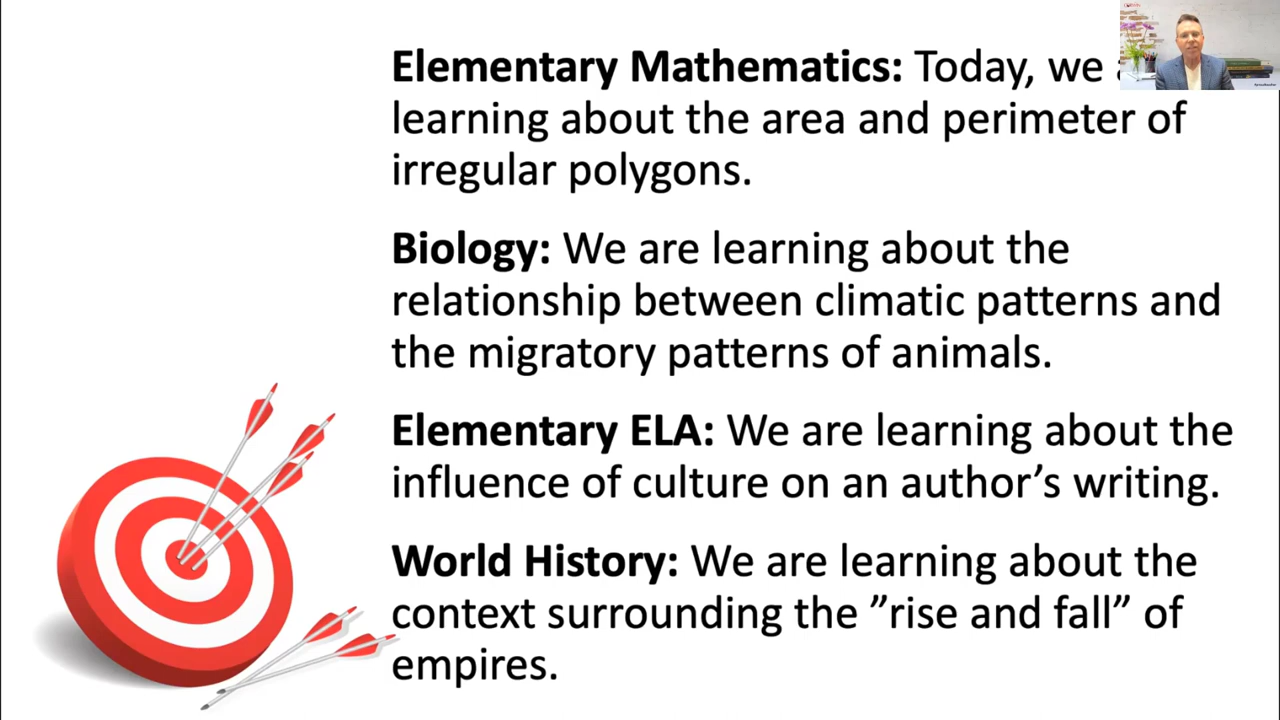 Elementary Mathematics: Today, we
learning about the area and perimeter of
irregular polygons.
Biology: We are learning about the
relationship between climatic patterns and
the migratory patterns of animals.
Elementary ELA: We are learning about the
influence of culture on an author’s writing.
World History: We are learning about the
context surrounding the ”rise and fall” of
empires.